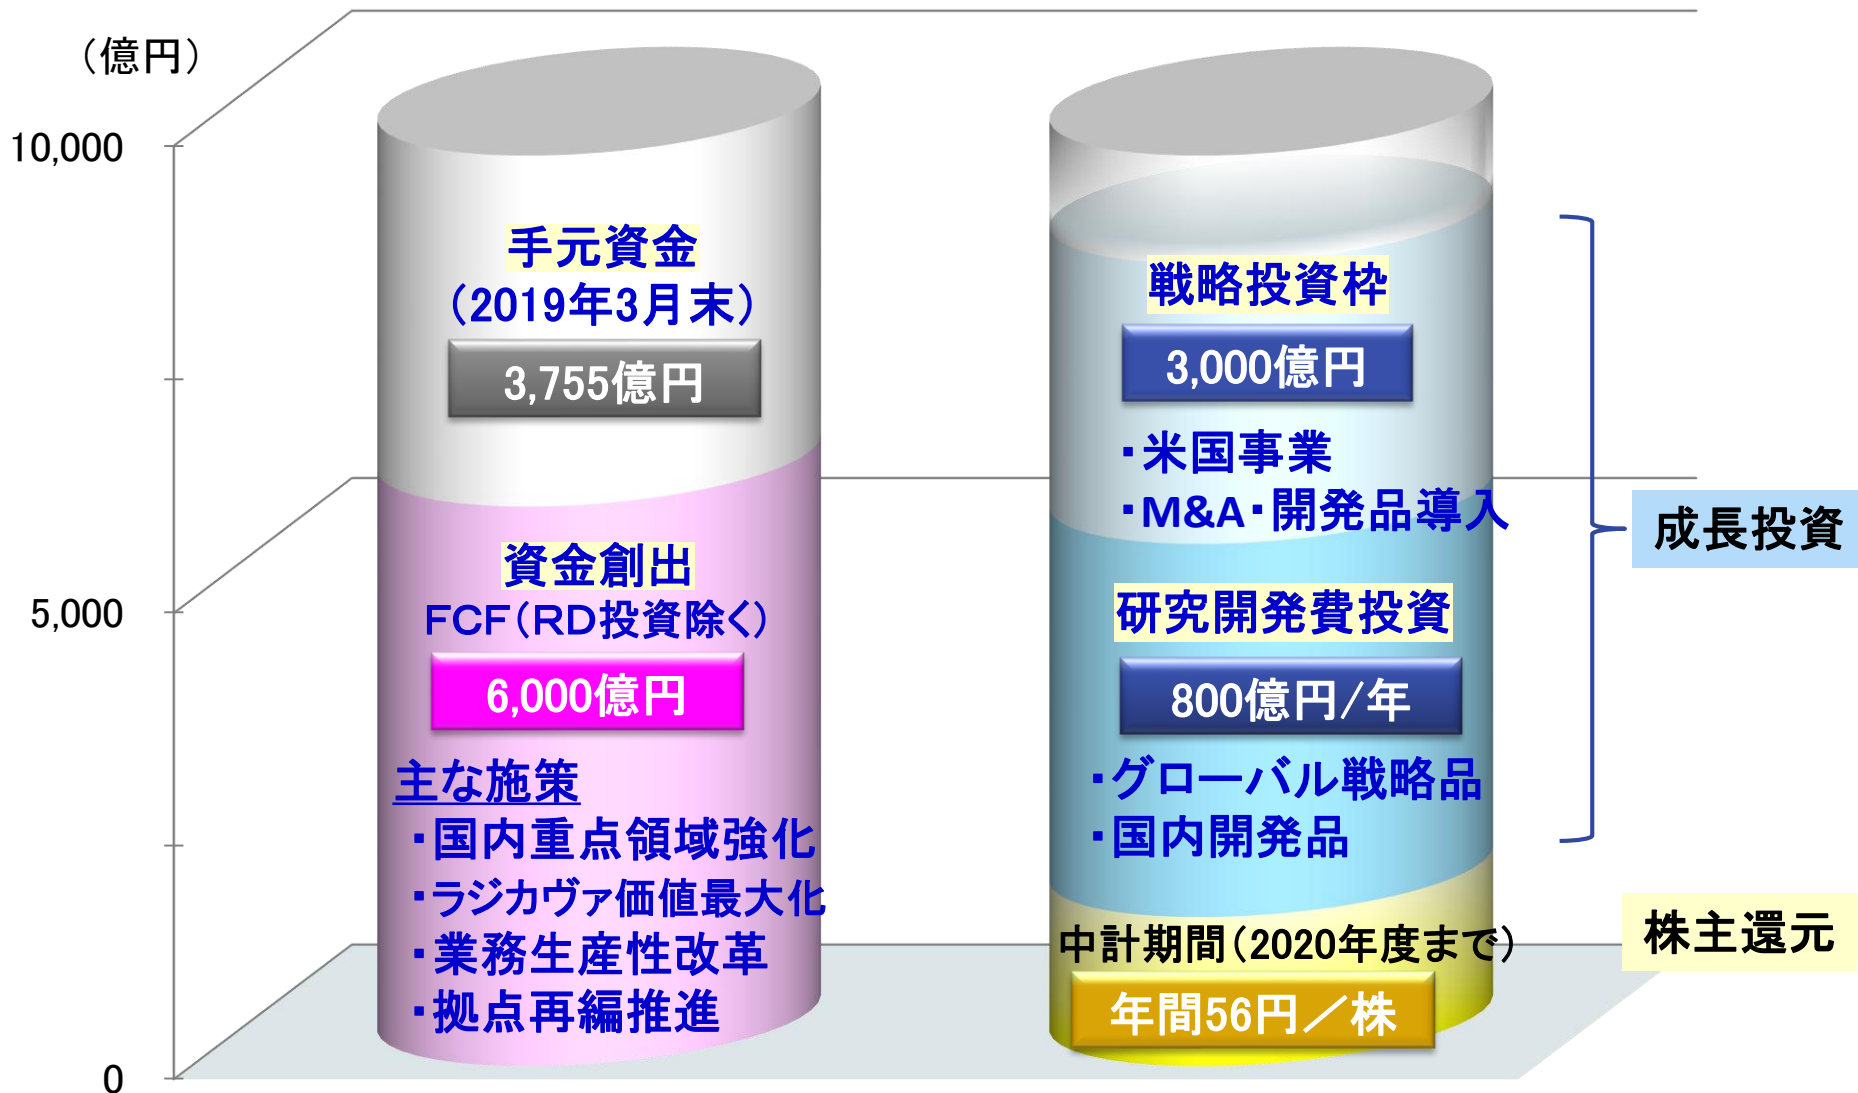 （億円）
10,000
5,000
0
手元資金
（2019年3月末）
3,755億円
資金創出
FCF（RD投資除く）
6,000億円
主な施策
・国内重点領域強化
・ラジカヴァ価値最大化
・業務生産性改革
・拠点再編推進
戦略投資枠
3,000億円
・米国事業
・M&A・開発品導入
研究開発費投資
800億円/年
・グローバル戦略品
・国内開発品
中計期間（2020年度まで）
年間56円／株
成長投資
株主還元